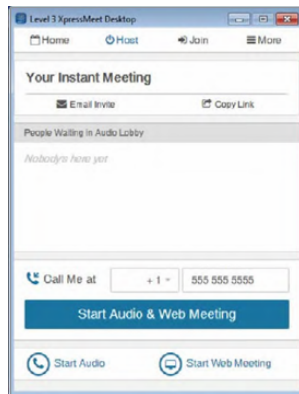 Level 3 XpressMeet Desktop
Home Host Join More
Your Instant Meeting
Email Invite Copy Link
People Waiting in Audio Lobby
Nobody's here yet
Call Me at +1 555 555 5555
Start Audio & Web Meeting
Start Audio Start Web Meeting